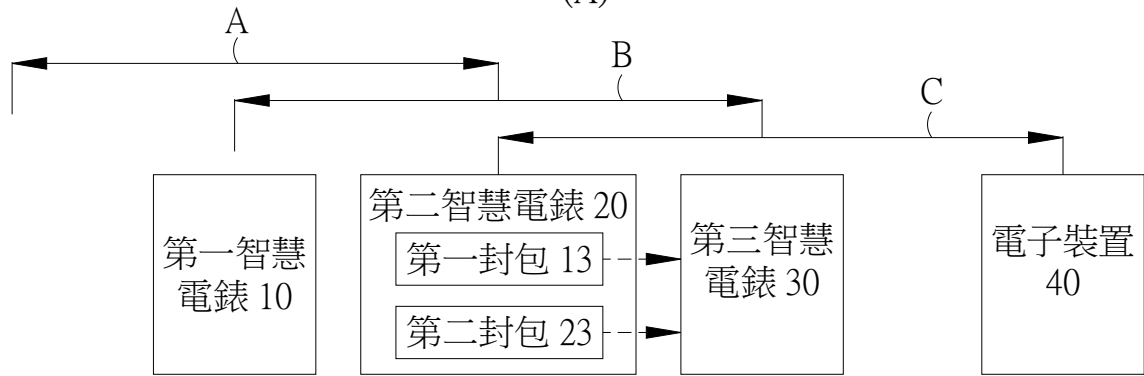 (A)
A
B
C
第一智慧
電錶 10
第二智慧電錶 20
第一封包 13
第二封包 23
第三智慧
電錶 30
電子裝置
40